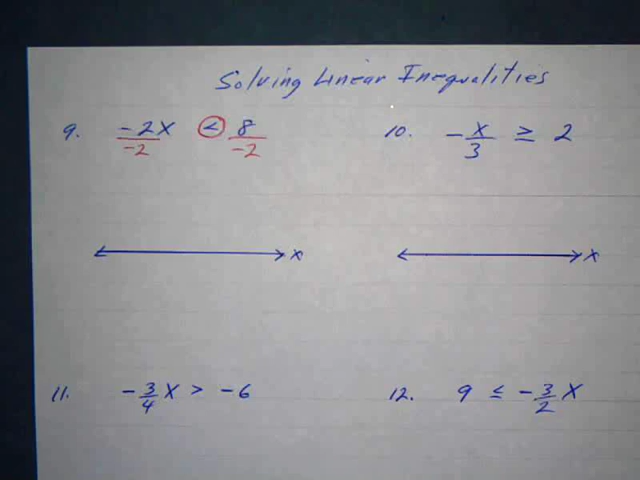 Solving Linear Inequalities
9. -2x < 8
-2 -2
10. -x/3 ≥ 2
x
x
11. -3/4 x > -6
12. 9 ≤ -3/2 x